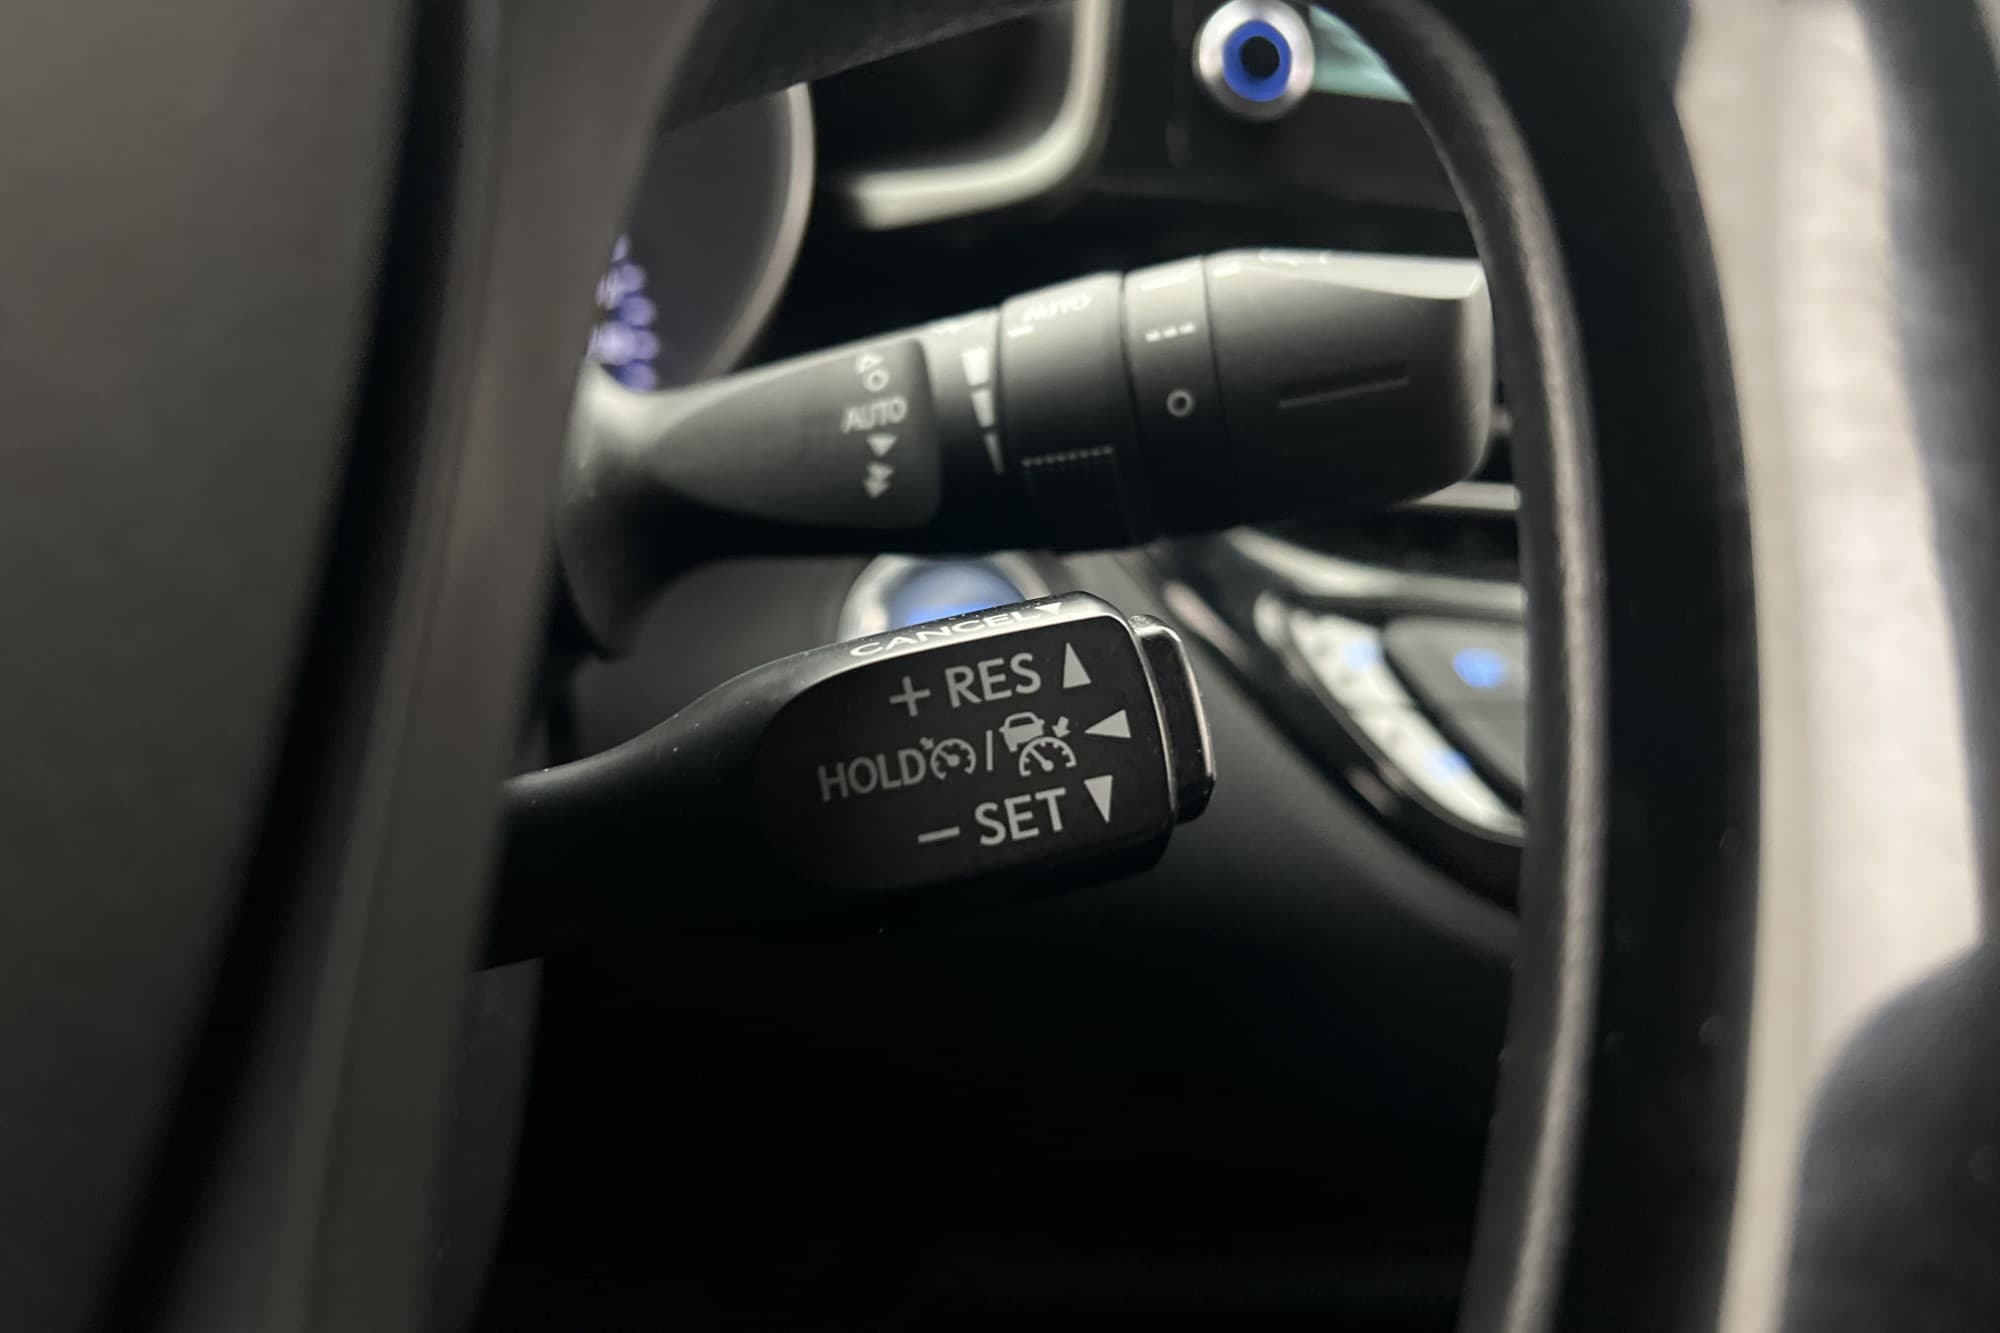 AUTO
AUTO
CANCEL
+ RES
HOLD /
− SET